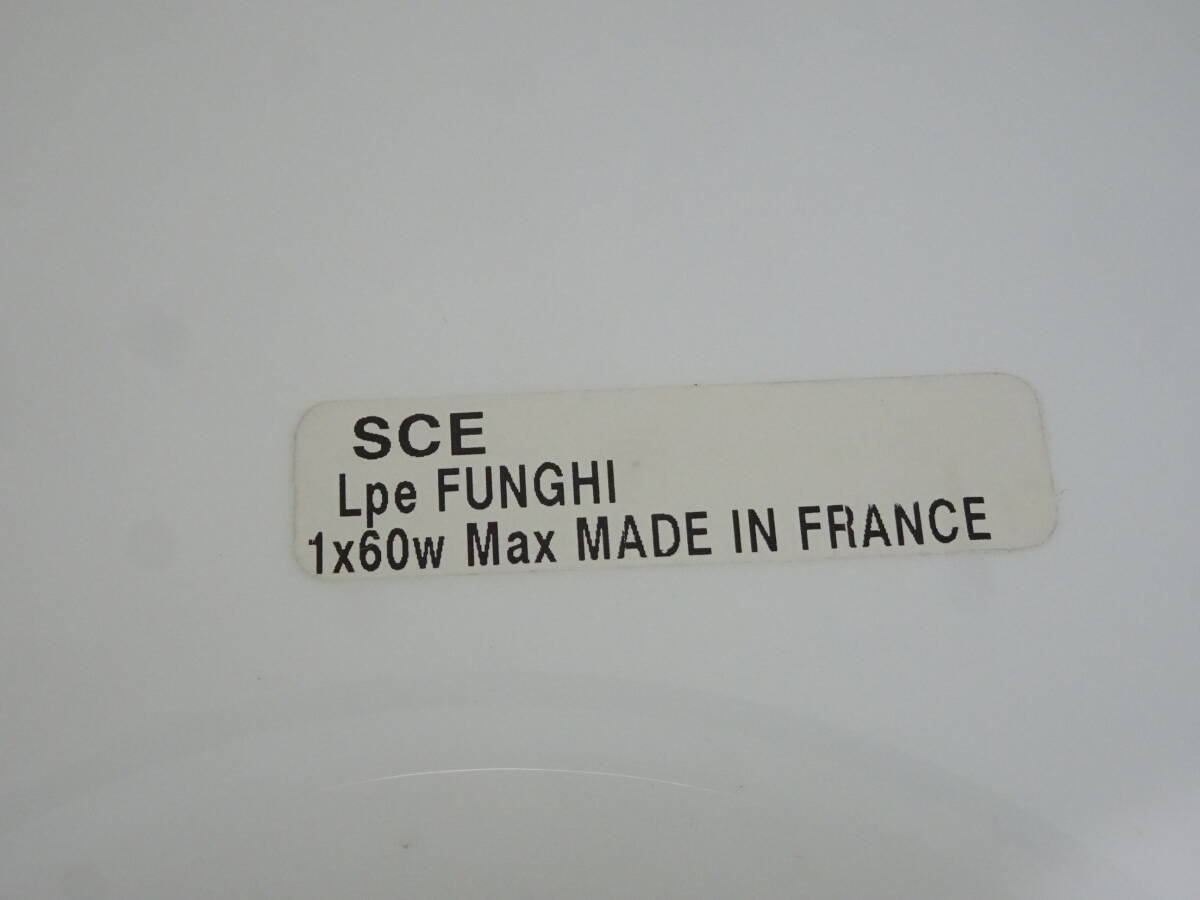 SCE
Lpe FUNGHI
1x60w Max MADE IN FRANCE